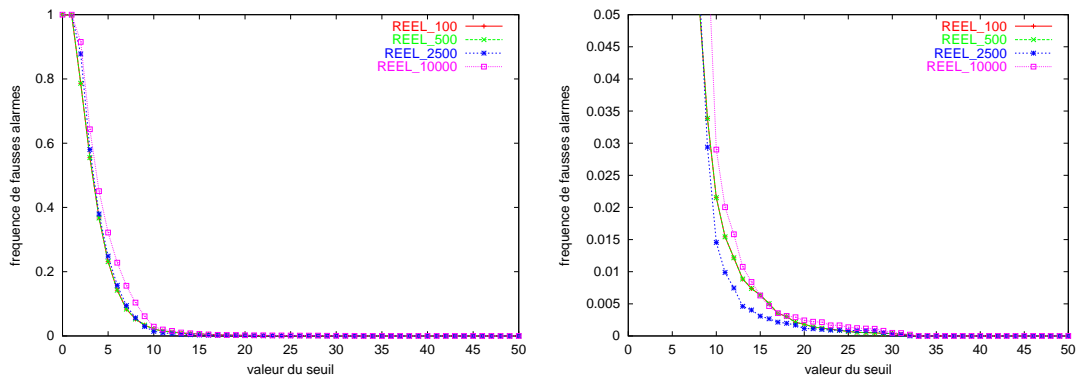 1
0.8
0.6
0.4
0.2
0
frequence de fausses alarmes
0 5 10 15 20 25 30 35 40 45 50
valeur du seuil
REEL_100
REEL_500
REEL_2500
REEL_10000
0.05
0.045
0.04
0.035
0.03
0.025
0.02
0.015
0.01
0.005
0
frequence de fausses alarmes
0 5 10 15 20 25 30 35 40 45 50
valeur du seuil
REEL_100
REEL_500
REEL_2500
REEL_10000